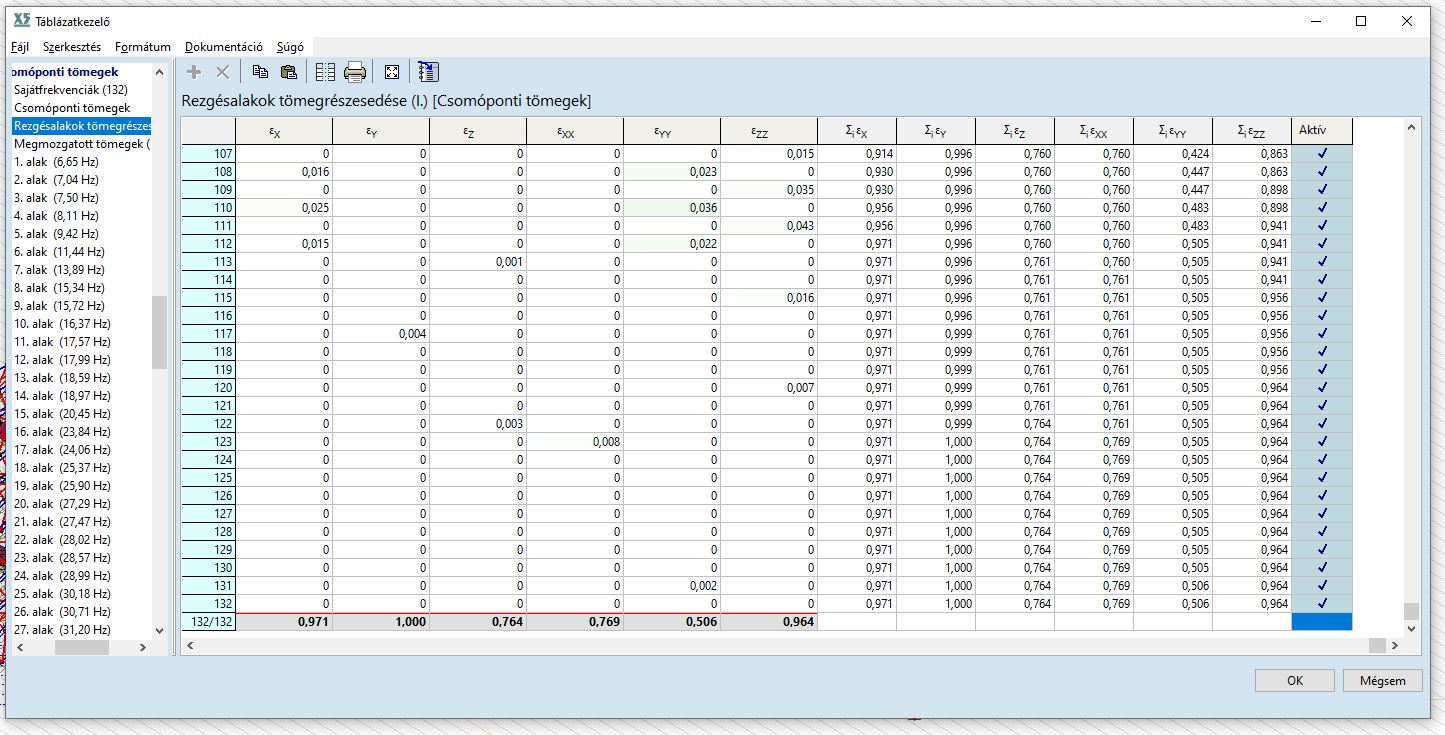 X5 Táblázatkezelő
Fájl Szerkesztés Formátum Dokumentáció Súgó
omóponti tömegek
Sajátfrekvenciák (132)
Csomóponti tömegek
Rezgésalakok tömegrészes
Megmozgatott tömegek (
1. alak (6,65 Hz)
2. alak (7,04 Hz)
3. alak (7,50 Hz)
4. alak (8,11 Hz)
5. alak (9,42 Hz)
6. alak (11,44 Hz)
7. alak (13,89 Hz)
8. alak (15,34 Hz)
9. alak (15,72 Hz)
10. alak (16,37 Hz)
11. alak (17,57 Hz)
12. alak (17,99 Hz)
13. alak (18,59 Hz)
14. alak (18,97 Hz)
15. alak (20,45 Hz)
16. alak (23,84 Hz)
17. alak (24,06 Hz)
18. alak (25,37 Hz)
19. alak (25,90 Hz)
20. alak (27,29 Hz)
21. alak (27,47 Hz)
22. alak (28,02 Hz)
23. alak (28,57 Hz)
24. alak (28,99 Hz)
25. alak (30,18 Hz)
26. alak (30,71 Hz)
27. alak (31,20 Hz)
Rezgésalakok tömegrészesedése (I.) [Csomóponti tömegek]
εX εY εZ εXX εYY εZZ Σi εX Σi εY Σi εZ Σi εXX Σi εYY Σi εZZ Aktív
107 0 0 0 0 0 0,015 0,914 0,996 0,760 0,760 0,424 0,863 ✓
108 0,016 0 0 0 0,023 0 0,930 0,996 0,760 0,760 0,447 0,863 ✓
109 0 0 0 0 0 0,035 0,930 0,996 0,760 0,760 0,447 0,898 ✓
110 0,025 0 0 0 0,036 0 0,956 0,996 0,760 0,760 0,483 0,898 ✓
111 0 0 0 0 0 0,043 0,956 0,996 0,760 0,760 0,483 0,941 ✓
112 0,015 0 0 0 0,022 0 0,971 0,996 0,760 0,760 0,505 0,941 ✓
113 0 0 0,001 0 0 0 0,971 0,996 0,761 0,760 0,505 0,941 ✓
114 0 0 0 0 0 0 0,971 0,996 0,761 0,761 0,505 0,941 ✓
115 0 0 0 0 0 0,016 0,971 0,996 0,761 0,761 0,505 0,956 ✓
116 0 0 0 0 0 0 0,971 0,996 0,761 0,761 0,505 0,956 ✓
117 0 0,004 0 0 0 0 0,971 0,999 0,761 0,761 0,505 0,956 ✓
118 0 0 0 0 0 0 0,971 0,999 0,761 0,761 0,505 0,956 ✓
119 0 0 0 0 0 0 0,971 0,999 0,761 0,761 0,505 0,956 ✓
120 0 0 0 0 0 0,007 0,971 0,999 0,761 0,761 0,505 0,964 ✓
121 0 0 0 0 0 0 0,971 0,999 0,761 0,761 0,505 0,964 ✓
122 0 0 0,003 0 0 0 0,971 0,999 0,764 0,761 0,505 0,964 ✓
123 0 0 0 0,008 0 0 0,971 1,000 0,764 0,769 0,505 0,964 ✓
124 0 0 0 0 0 0 0,971 1,000 0,764 0,769 0,505 0,964 ✓
125 0 0 0 0 0 0 0,971 1,000 0,764 0,769 0,505 0,964 ✓
126 0 0 0 0 0 0 0,971 1,000 0,764 0,769 0,505 0,964 ✓
127 0 0 0 0 0 0 0,971 1,000 0,764 0,769 0,505 0,964 ✓
128 0 0 0 0 0 0 0,971 1,000 0,764 0,769 0,505 0,964 ✓
129 0 0 0 0 0 0 0,971 1,000 0,764 0,769 0,505 0,964 ✓
130 0 0 0 0 0 0 0,971 1,000 0,764 0,769 0,505 0,964 ✓
131 0 0 0 0 0,002 0 0,971 1,000 0,764 0,769 0,506 0,964 ✓
132 0 0 0 0 0 0 0,971 1,000 0,764 0,769 0,506 0,964 ✓
132/132 0,971 1,000 0,764 0,769 0,506 0,964
OK Mégsem